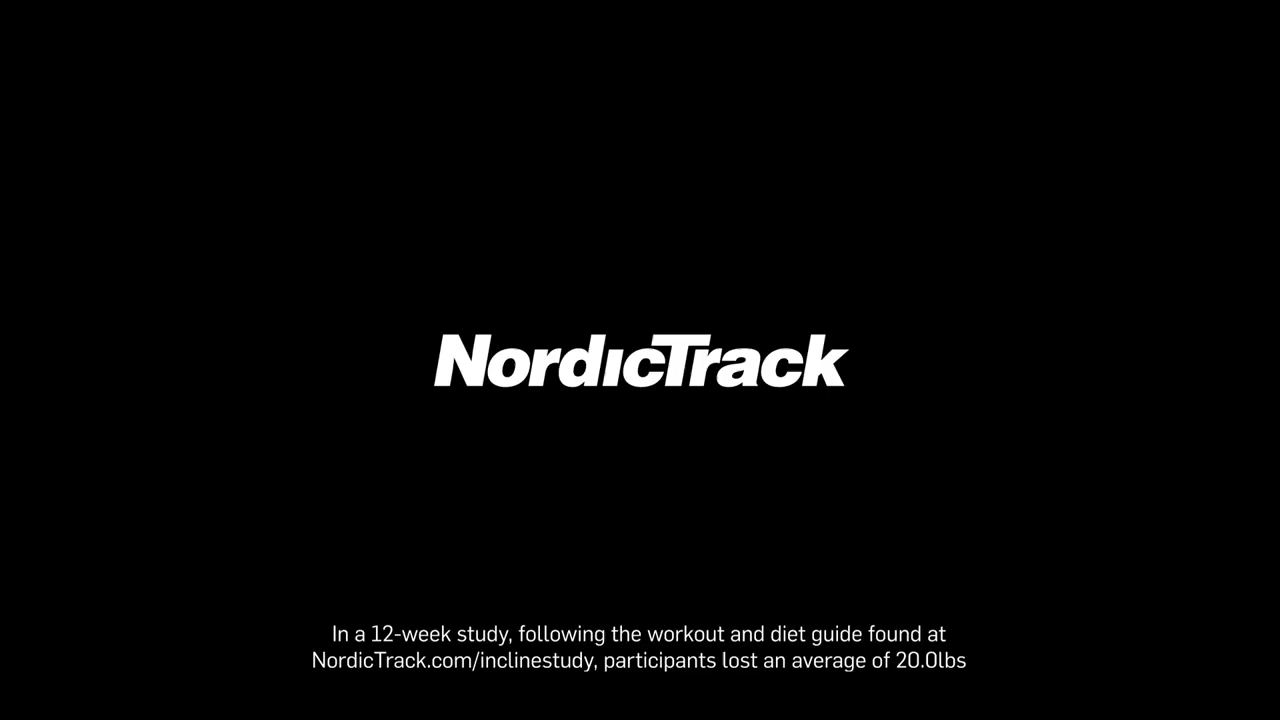 NordicTrack
In a 12-week study, following the workout and diet guide found at
NordicTrack.com/inclinestudy, participants lost an average of 20.0lbs